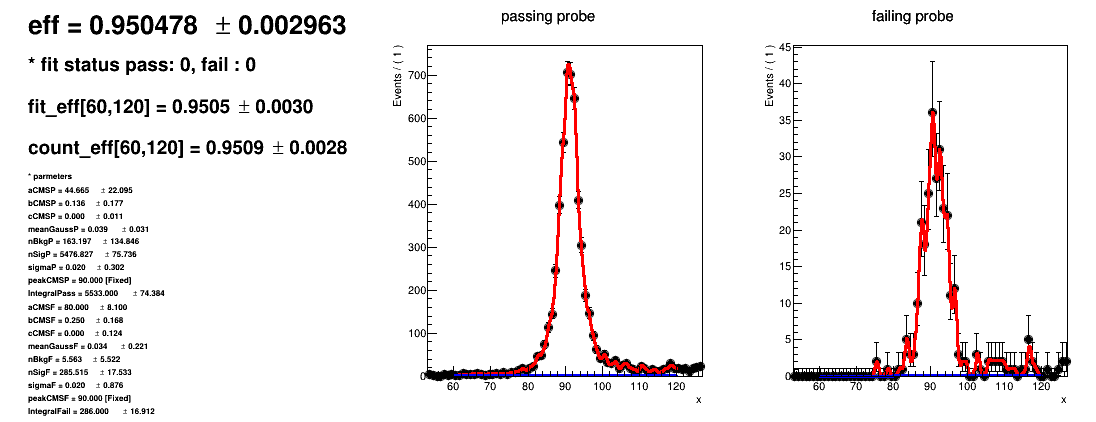 eff = 0.950478 ± 0.002963
* fit status pass: 0, fail : 0
fit_eff[60,120] = 0.9505 ± 0.0030
count_eff[60,120] = 0.9509 ± 0.0028
* parmeters
aCMSP = 44.665 ± 22.095
bCMSP = 0.136 ± 0.177
cCMSP = 0.000 ± 0.011
meanGaussP = 0.039 ± 0.031
nBkgP = 163.197 ± 134.846
nSigP = 5476.827 ± 75.736
sigmaP = 0.020 ± 0.302
peakCMSP = 90.000 [Fixed]
IntegralPass = 5533.000 ± 74.384
aCMSF = 80.000 ± 8.100
bCMSF = 0.250 ± 0.168
cCMSF = 0.000 ± 0.124
meanGaussF = 0.034 ± 0.221
nBkgF = 5.563 ± 5.522
nSigF = 285.515 ± 17.533
sigmaF = 0.020 ± 0.876
peakCMSF = 90.000 [Fixed]
IntegralFail = 286.000 ± 16.912
passing probe
Events / ( 1 )
700
600
500
400
300
200
100
0
60 70 80 90 100 110 120
x
failing probe
Events / ( 1 )
45
40
35
30
25
20
15
10
5
0
60 70 80 90 100 110 120
x